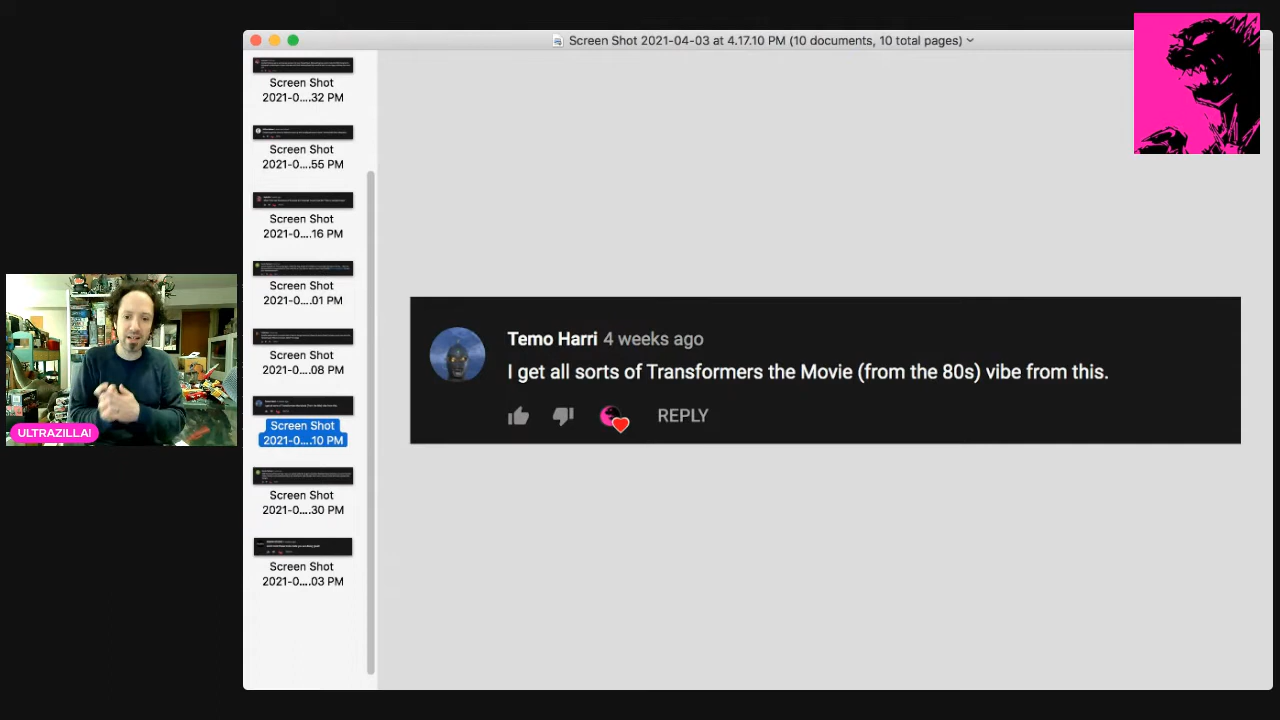 Screen Shot 2021-04-03 at 4.17.10 PM (10 documents, 10 total pages)
Screen Shot
2021-0....32 PM
Screen Shot
2021-0....55 PM
Screen Shot
2021-0....16 PM
Screen Shot
2021-0....01 PM
Screen Shot
2021-0....08 PM
Screen Shot
2021-0....10 PM
Screen Shot
2021-0....30 PM
Screen Shot
2021-0....03 PM
Temo Harri 4 weeks ago
I get all sorts of Transformers the Movie (from the 80s) vibe from this.
REPLY
ULTRAZILLA!